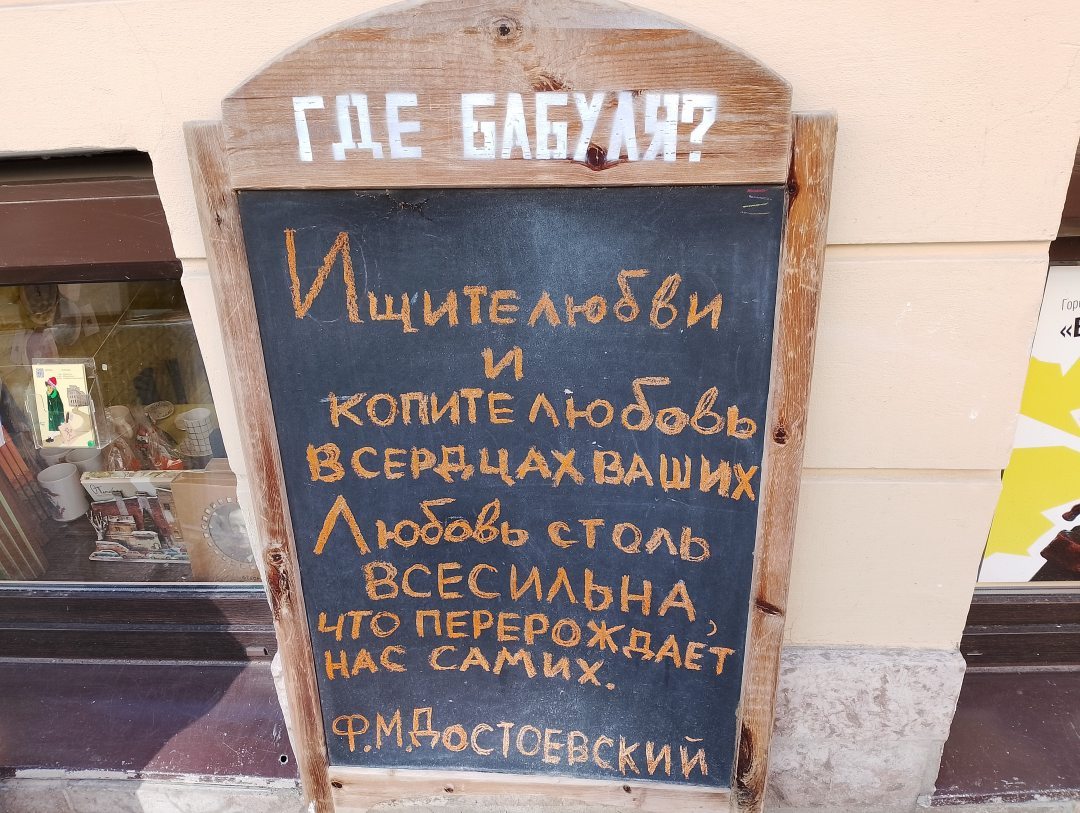 ГДЕ БАБУЛЯ?
Ищите любви
и
копите любовь
в сердцах ваших
Любовь столь
всесильна,
что перерождает
нас самих.
Ф.М.Достоевский